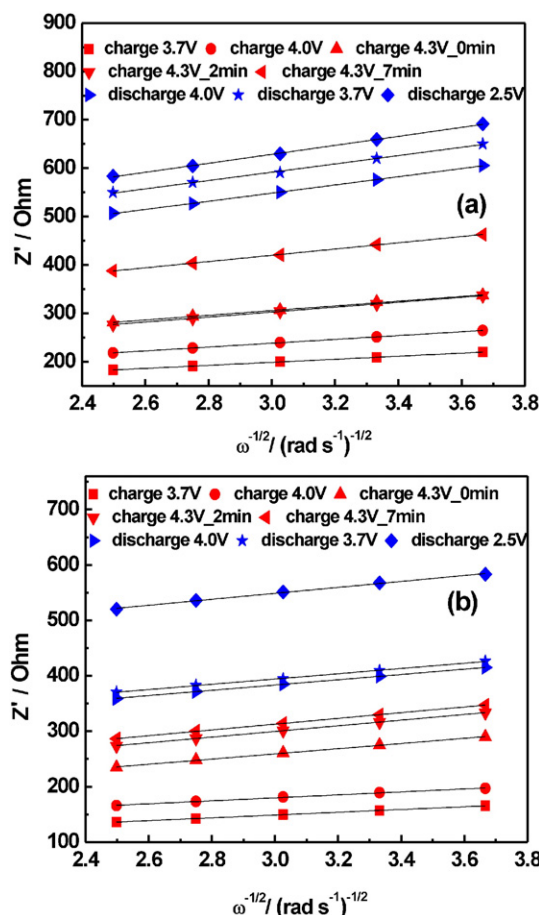 900
800
700
600
500
400
300
200
Z' / Ohm
charge 3.7V charge 4.0V charge 4.3V_0min
charge 4.3V_2min charge 4.3V_7min
discharge 4.0V discharge 3.7V discharge 2.5V
(a)
2.4 2.6 2.8 3.0 3.2 3.4 3.6 3.8
ω^-1/2/ (rad s^-1)^-1/2
700
600
500
400
300
200
100
Z' / Ohm
charge 3.7V charge 4.0V charge 4.3V_0min
charge 4.3V_2min charge 4.3V_7min
discharge 4.0V discharge 3.7V discharge 2.5V
(b)
2.4 2.6 2.8 3.0 3.2 3.4 3.6 3.8
ω^-1/2/ (rad s^-1)^-1/2